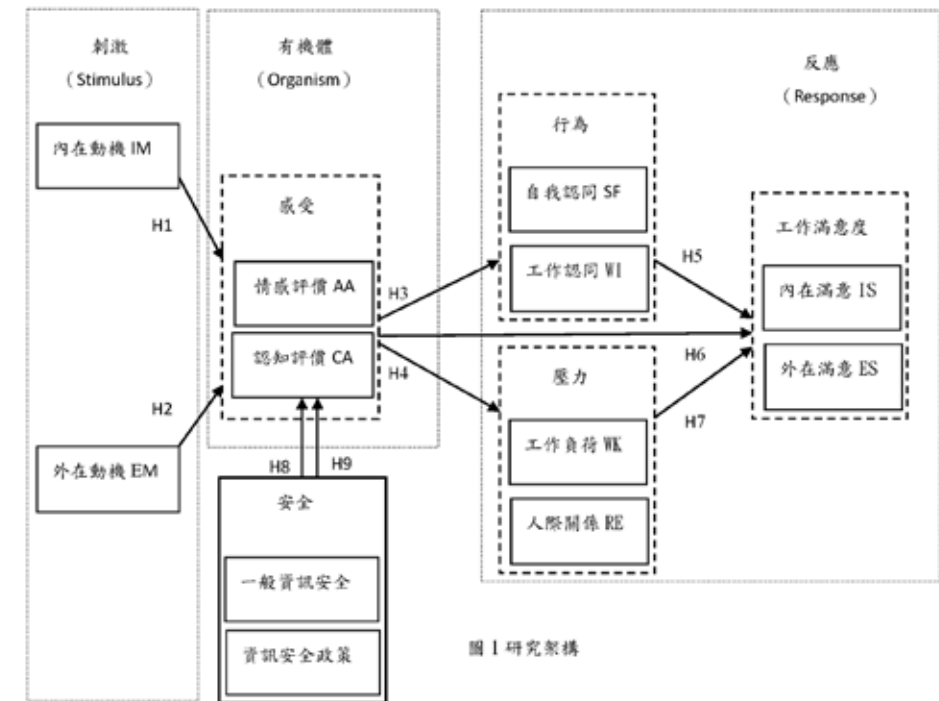 刺激
（Stimulus）
內在動機 IM
H1
H2
外在動機 EM
有機體
（Organism）
感受
情感評價 AA
認知評價 CA
H8
H9
安全
一般資訊安全
資訊安全政策
H3
H4
反應
（Response）
行為
自我認同 SF
工作認同 WI
H5
H6
H7
壓力
工作負荷 WK
人際關係 RE
工作滿意度
內在滿意 IS
外在滿意 ES
圖 1 研究架構